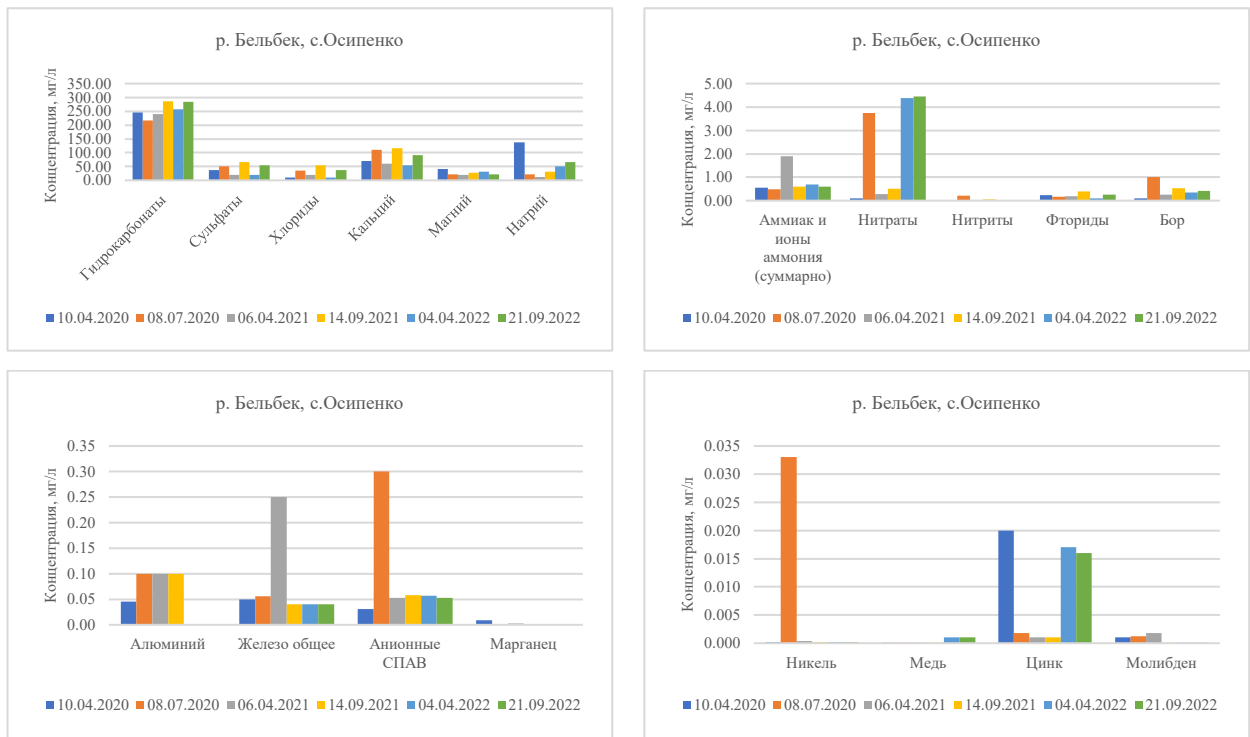 р. Бельбек, с.Осипенко
Концентрация, мг/л
350.00
300.00
250.00
200.00
150.00
100.00
50.00
0.00
Гидрокарбонаты
Сульфаты
Хлориды
Кальций
Магний
Натрий
10.04.2020 08.07.2020 06.04.2021 14.09.2021 04.04.2022 21.09.2022
р. Бельбек, с.Осипенко
Концентрация, мг/л
5.00
4.00
3.00
2.00
1.00
0.00
Аммиак и
ионы
аммония
(суммарно)
Нитраты
Нитриты
Фториды
Бор
10.04.2020 08.07.2020 06.04.2021 14.09.2021 04.04.2022 21.09.2022
р. Бельбек, с.Осипенко
Концентрация, мг/л
0.35
0.30
0.25
0.20
0.15
0.10
0.05
0.00
Алюминий
Железо общее
Анионные
СПАВ
Марганец
10.04.2020 08.07.2020 06.04.2021 14.09.2021 04.04.2022 21.09.2022
р. Бельбек, с.Осипенко
Концентрация, мг/л
0.035
0.030
0.025
0.020
0.015
0.010
0.005
0.000
Никель
Медь
Цинк
Молибден
10.04.2020 08.07.2020 06.04.2021 14.09.2021 04.04.2022 21.09.2022